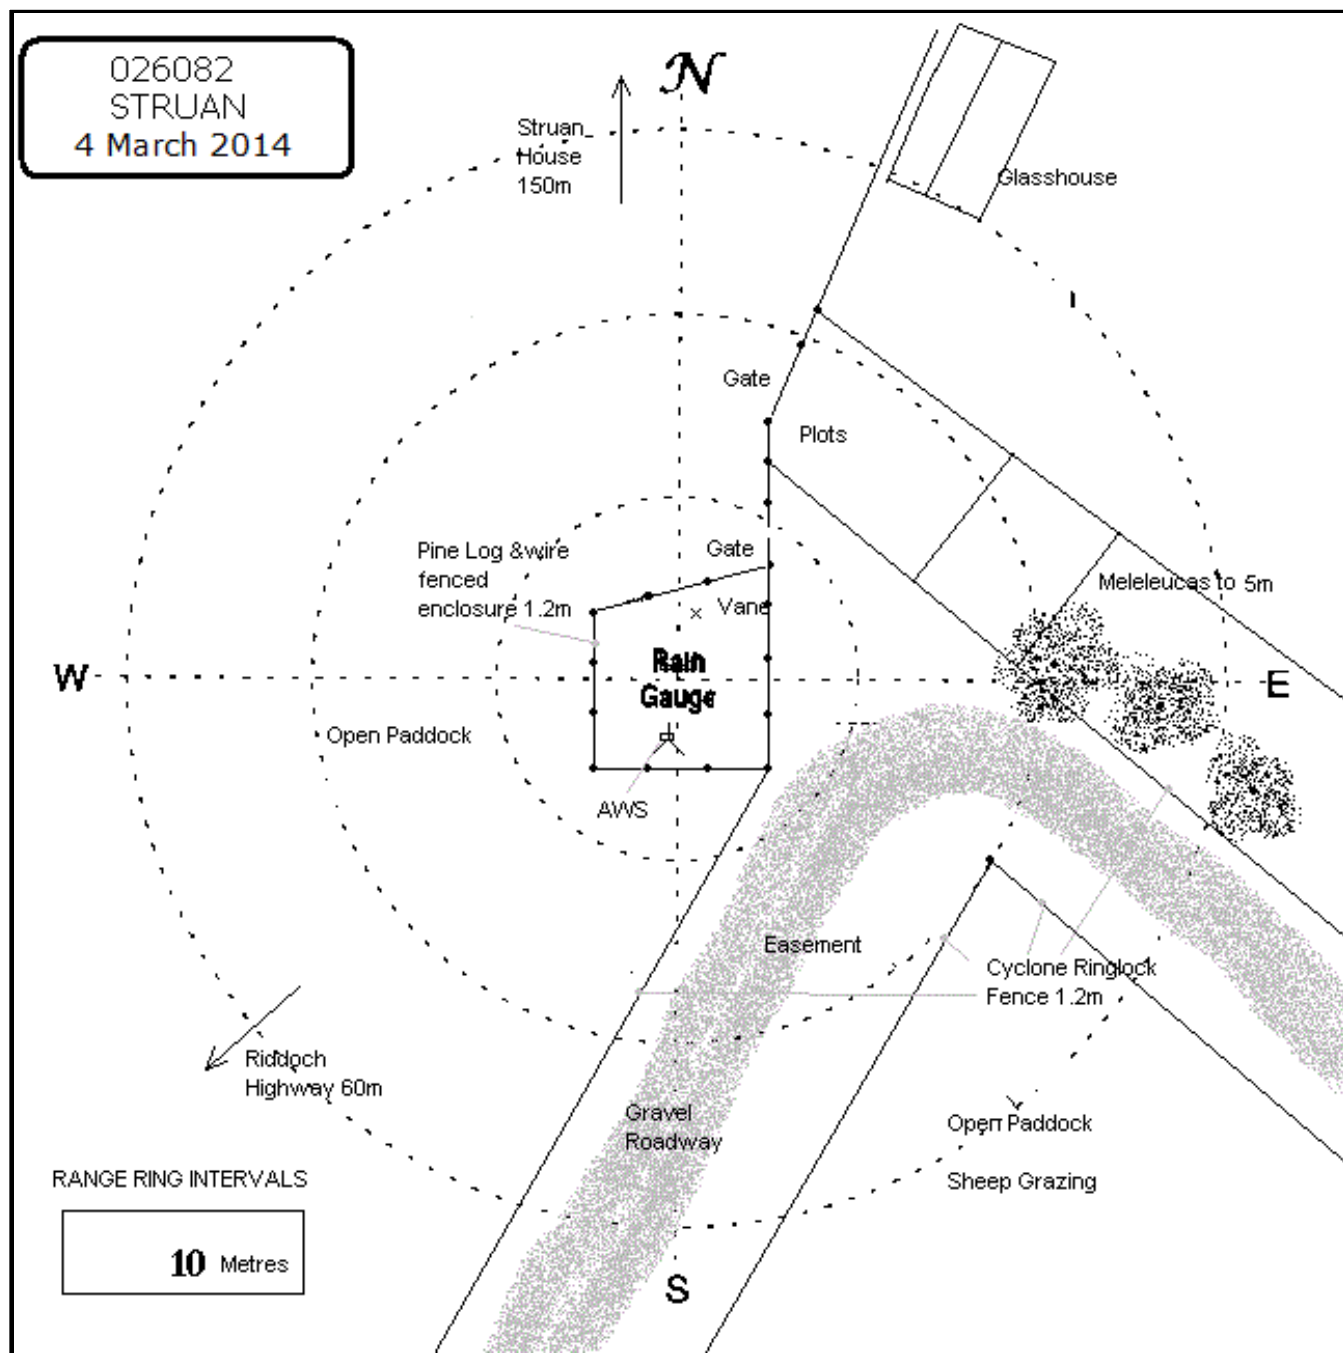 026082
STRUAN
4 March 2014
N
Struan
House
150m
Glasshouse
Gate
Plots
Pine Log &wire
fenced
enclosure 1.2m
Gate
Vane
Meleleucas to 5m
Rain
Gauge
W
E
Open Paddock
AWS
Easement
Cyclone Ringlock
Fence 1.2m
Riddoch
Highway 60m
Gravel
Roadway
Open Paddock
Sheep Grazing
RANGE RING INTERVALS
10 Metres
S